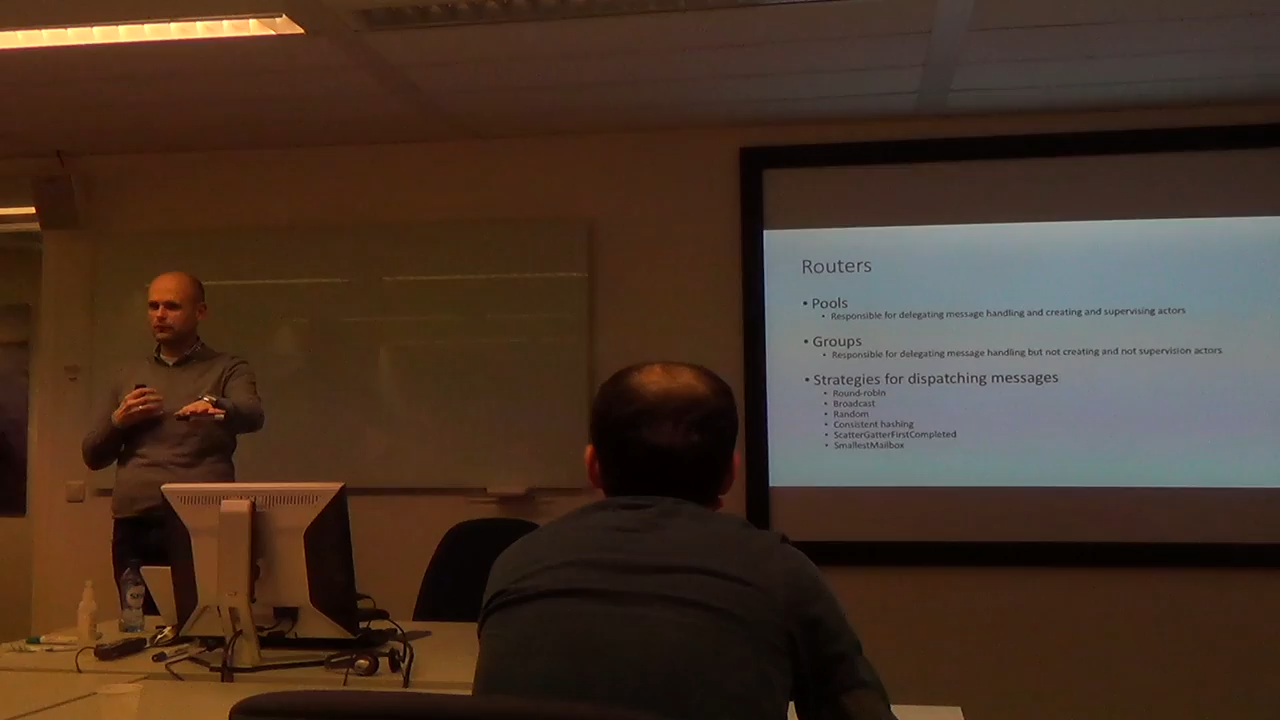 Routers
• Pools
• Responsible for delegating message handling and creating and supervising actors
• Groups
• Responsible for delegating message handling but not creating and not supervision actors
• Strategies for dispatching messages
• Round-robin
• Broadcast
• Random
• Consistent hashing
• ScatterGatterFirstCompleted
• SmallestMailbox